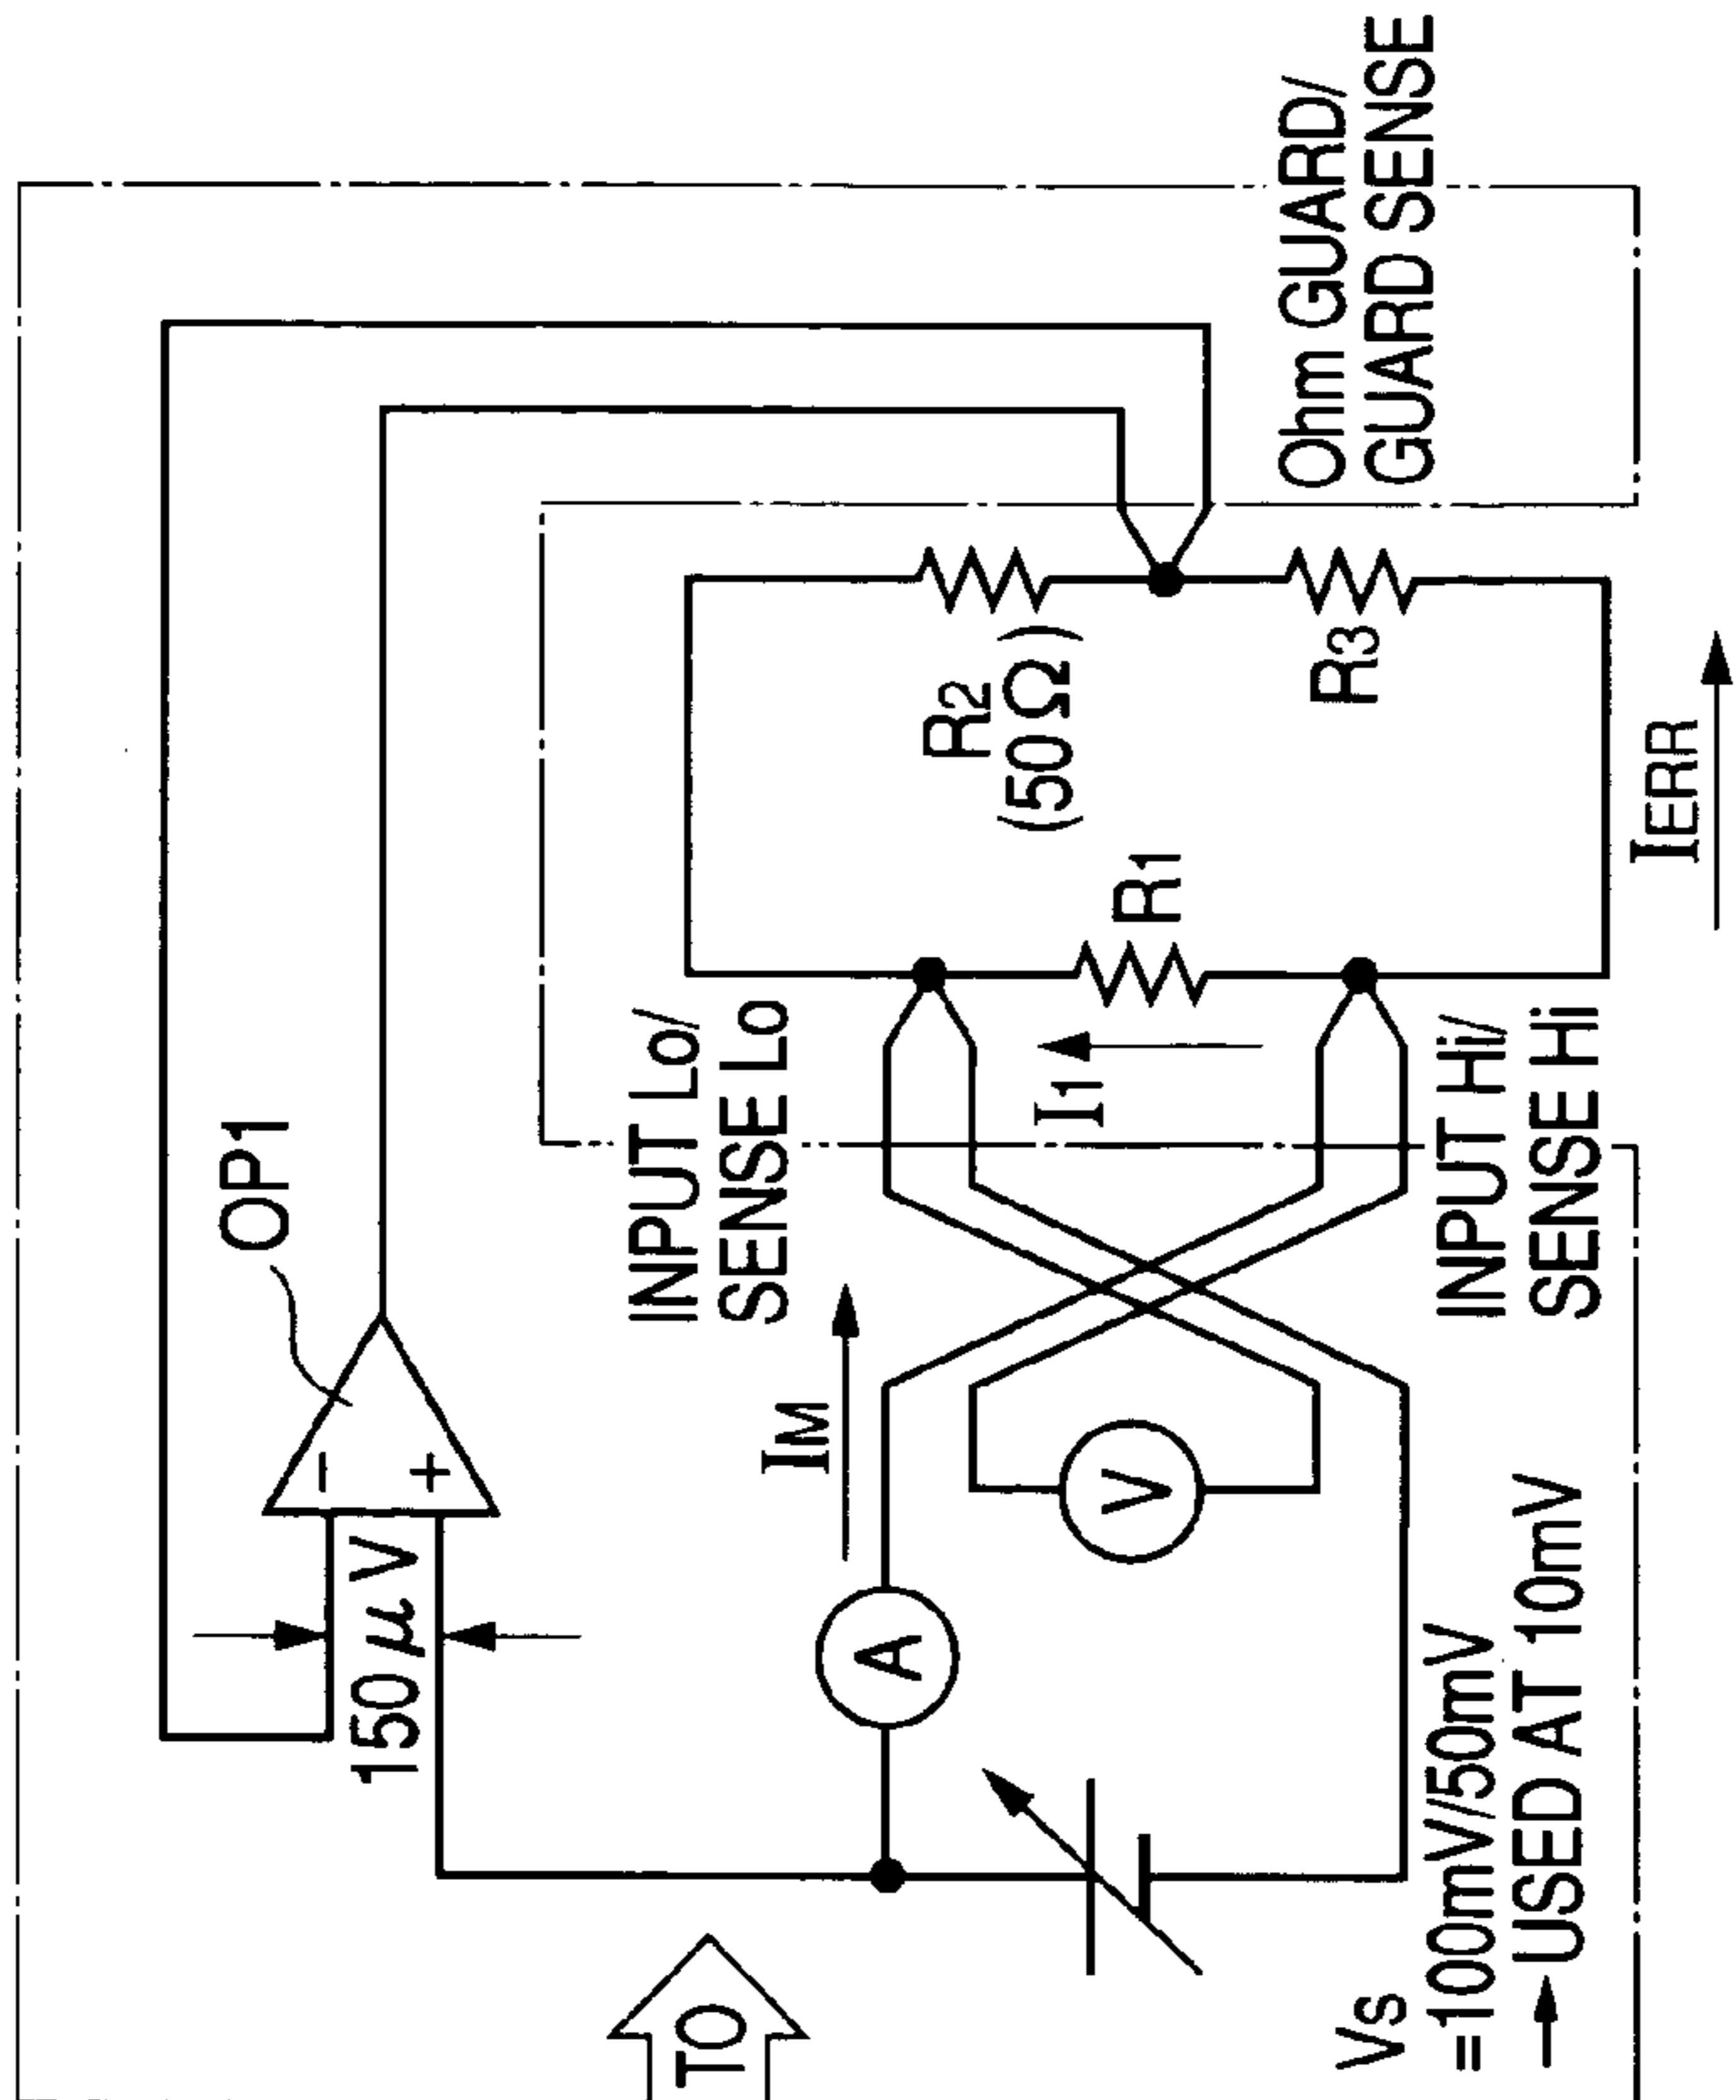 TO
OP1
−
+
150μV
INPUT Lo/
SENSE Lo
Ohm GUARD/
GUARD SENSE
IM
A
V
I1
R1
R2
(50Ω)
R3
INPUT Hi/
SENSE Hi
IERR
Vs
=100mV/50mV
USED AT 10mV